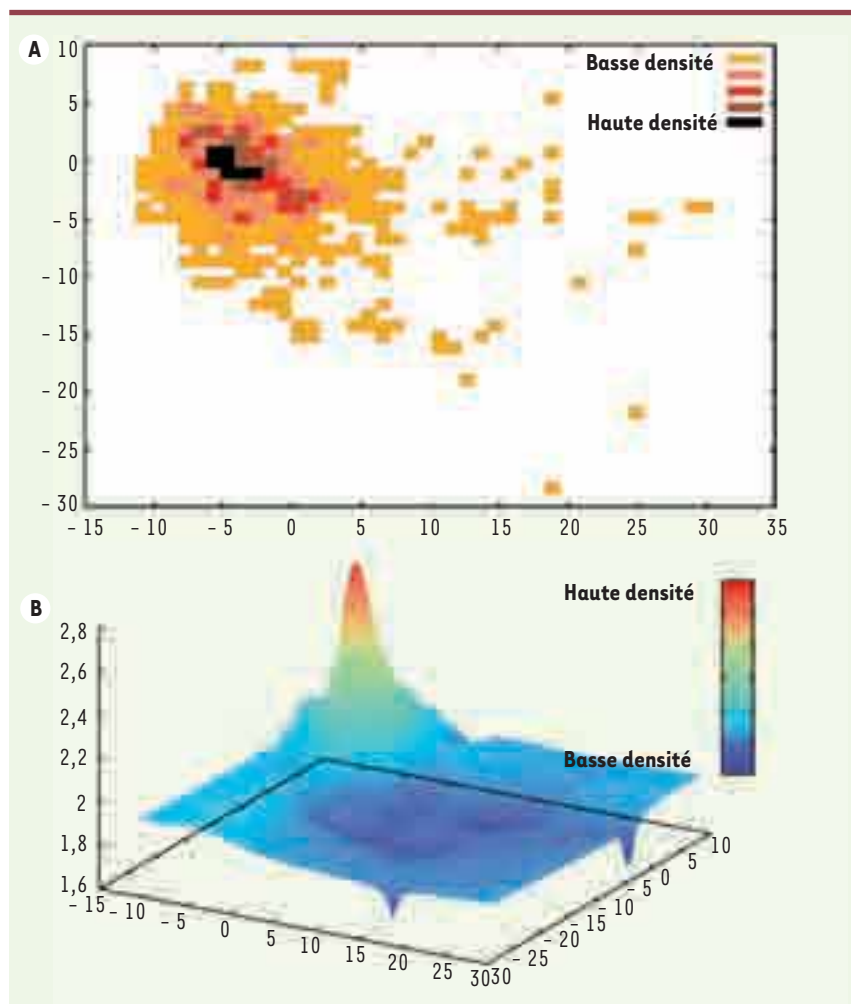 A
10
5
0
- 5
- 10
- 15
- 20
- 25
- 30
- 15 - 10 - 5 0 5 10 15 20 25 30 35
Basse densité
Haute densité
B
Haute densité
Basse densité
2,8
2,6
2,4
2,2
2
1,8
1,6
- 15 - 10 - 5 0 5 10 15 20 25 30
30 - 25 - 20 - 15 - 10 - 5 0 5 10